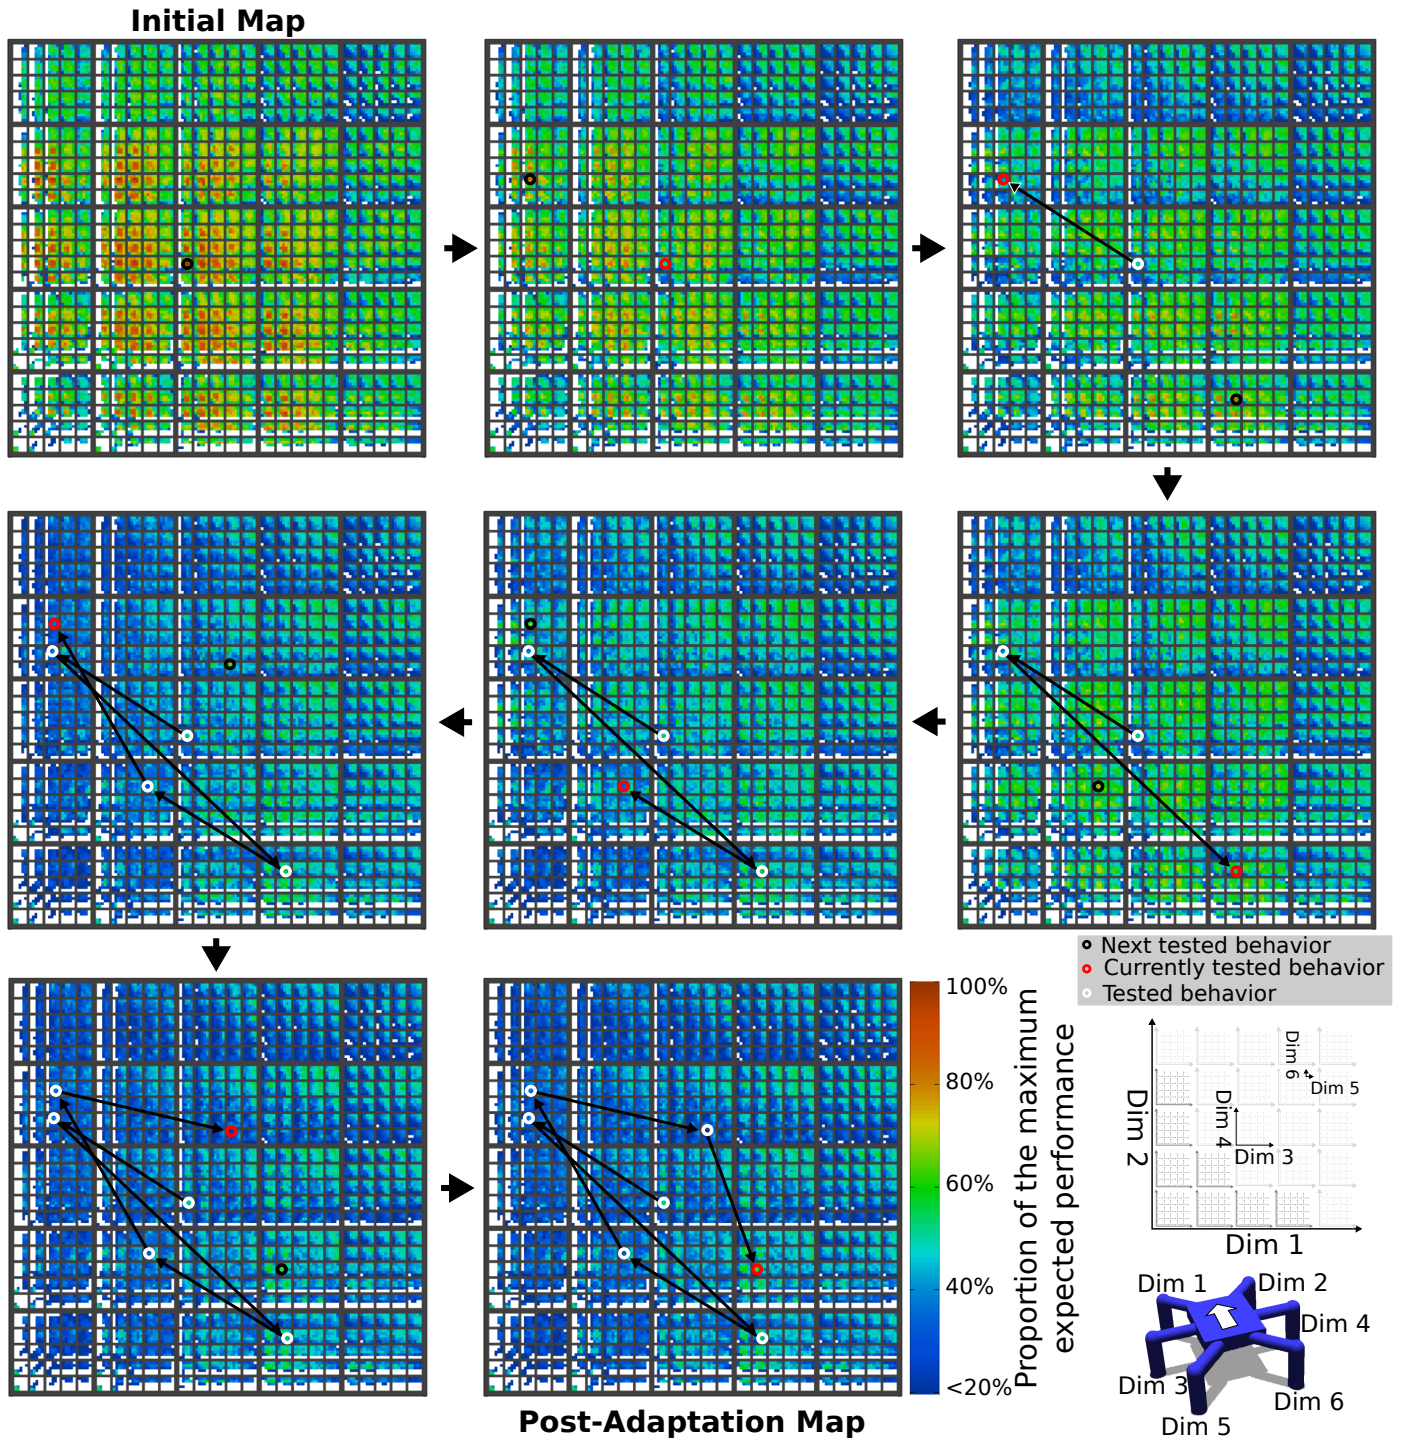 Initial Map
Next tested behavior
Currently tested behavior
Tested behavior
100%
80%
60%
40%
<20%
Proportion of the maximum
expected performance
Dim 2
Dim 1
Dim 4
Dim 3
Dim 6
Dim 5
Dim 1
Dim 2
Dim 4
Dim 3
Dim 6
Dim 5
Post-Adaptation Map